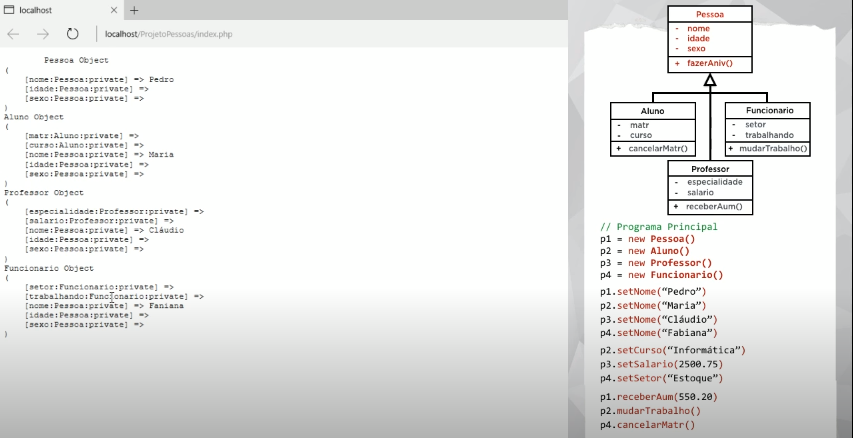 localhost
localhost/ProjetoPessoas/index.php
Pessoa Object
(
[nome:Pessoa:private] => Pedro
[idade:Pessoa:private] =>
[sexo:Pessoa:private] =>
)
Aluno Object
(
[matr:Aluno:private] =>
[curso:Aluno:private] =>
[nome:Pessoa:private] => Maria
[idade:Pessoa:private] =>
[sexo:Pessoa:private] =>
)
Professor Object
(
[especialidade:Professor:private] =>
[salario:Professor:private] =>
[nome:Pessoa:private] => Cláudio
[idade:Pessoa:private] =>
[sexo:Pessoa:private] =>
)
Funcionario Object
(
[setor:Funcionario:private] =>
[trabalhando:Funcionario:private] =>
[nome:Pessoa:private] => Faniana
[idade:Pessoa:private] =>
[sexo:Pessoa:private] =>
)
Pessoa
- nome
- idade
- sexo
+ fazerAniv()
Aluno
- matr
- curso
+ cancelarMatr()
Funcionario
- setor
- trabalhando
+ mudarTrabalho()
Professor
- especialidade
- salario
+ receberAum()
// Programa Principal
p1 = new Pessoa()
p2 = new Aluno()
p3 = new Professor()
p4 = new Funcionario()
p1.setNome(“Pedro”)
p2.setNome(“Maria”)
p3.setNome(“Cláudio”)
p4.setNome(“Fabiana”)
p2.setCurso(“Informática”)
p3.setSalario(2500.75)
p4.setSetor(“Estoque”)
p1.receberAum(550.20)
p2.mudarTrabalho()
p4.cancelarMatr()